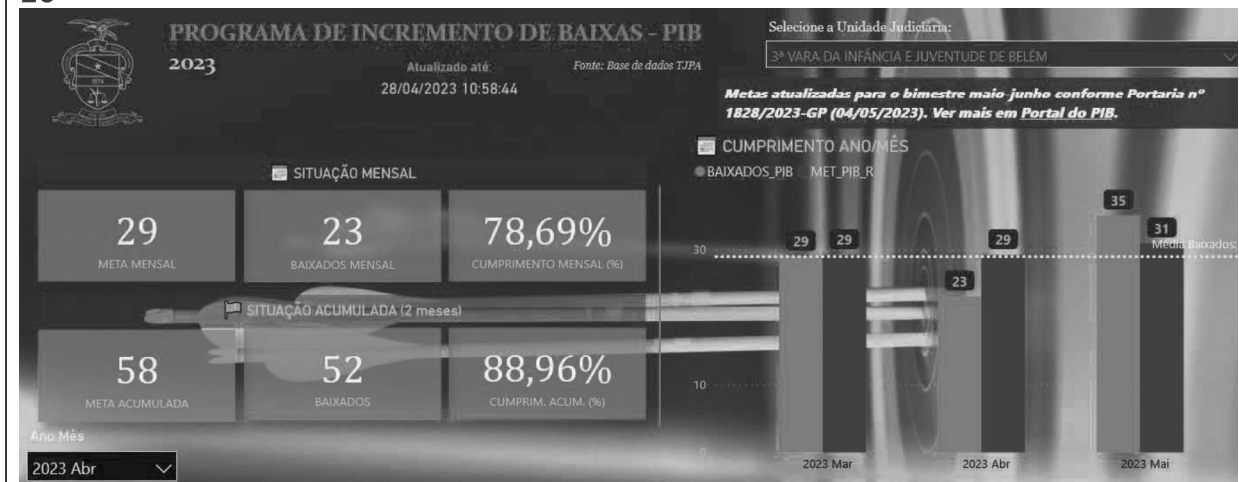 PROGRAMA DE INCREMENTO DE BAIXAS - PIB
2023
Atualizado até:
28/04/2023 10:58:44
Fonte: Base de dados TJPA
Selecione a Unidade Judiciária:
3ª VARA DA INFÂNCIA E JUVENTUDE DE BELÉM
Metas atualizadas para o bimestre maio-junho conforme Portaria nº
1828/2023-GP (04/05/2023). Ver mais em Portal do PIB.
SITUAÇÃO MENSAL
29
META MENSAL
23
BAIXADOS MENSAL
78,69%
CUMPRIMENTO MENSAL (%)
SITUAÇÃO ACUMULADA (2 meses)
58
META ACUMULADA
52
BAIXADOS
88,96%
CUMPRIM. ACUM. (%)
Ano Mês
2023 Abr
CUMPRIMENTO ANO/MÊS
BAIXADOS_PIB MET_PIB_R
35
31
29 29
29
23
Média Baixados:
30
10
2023 Mar 2023 Abr 2023 Mai